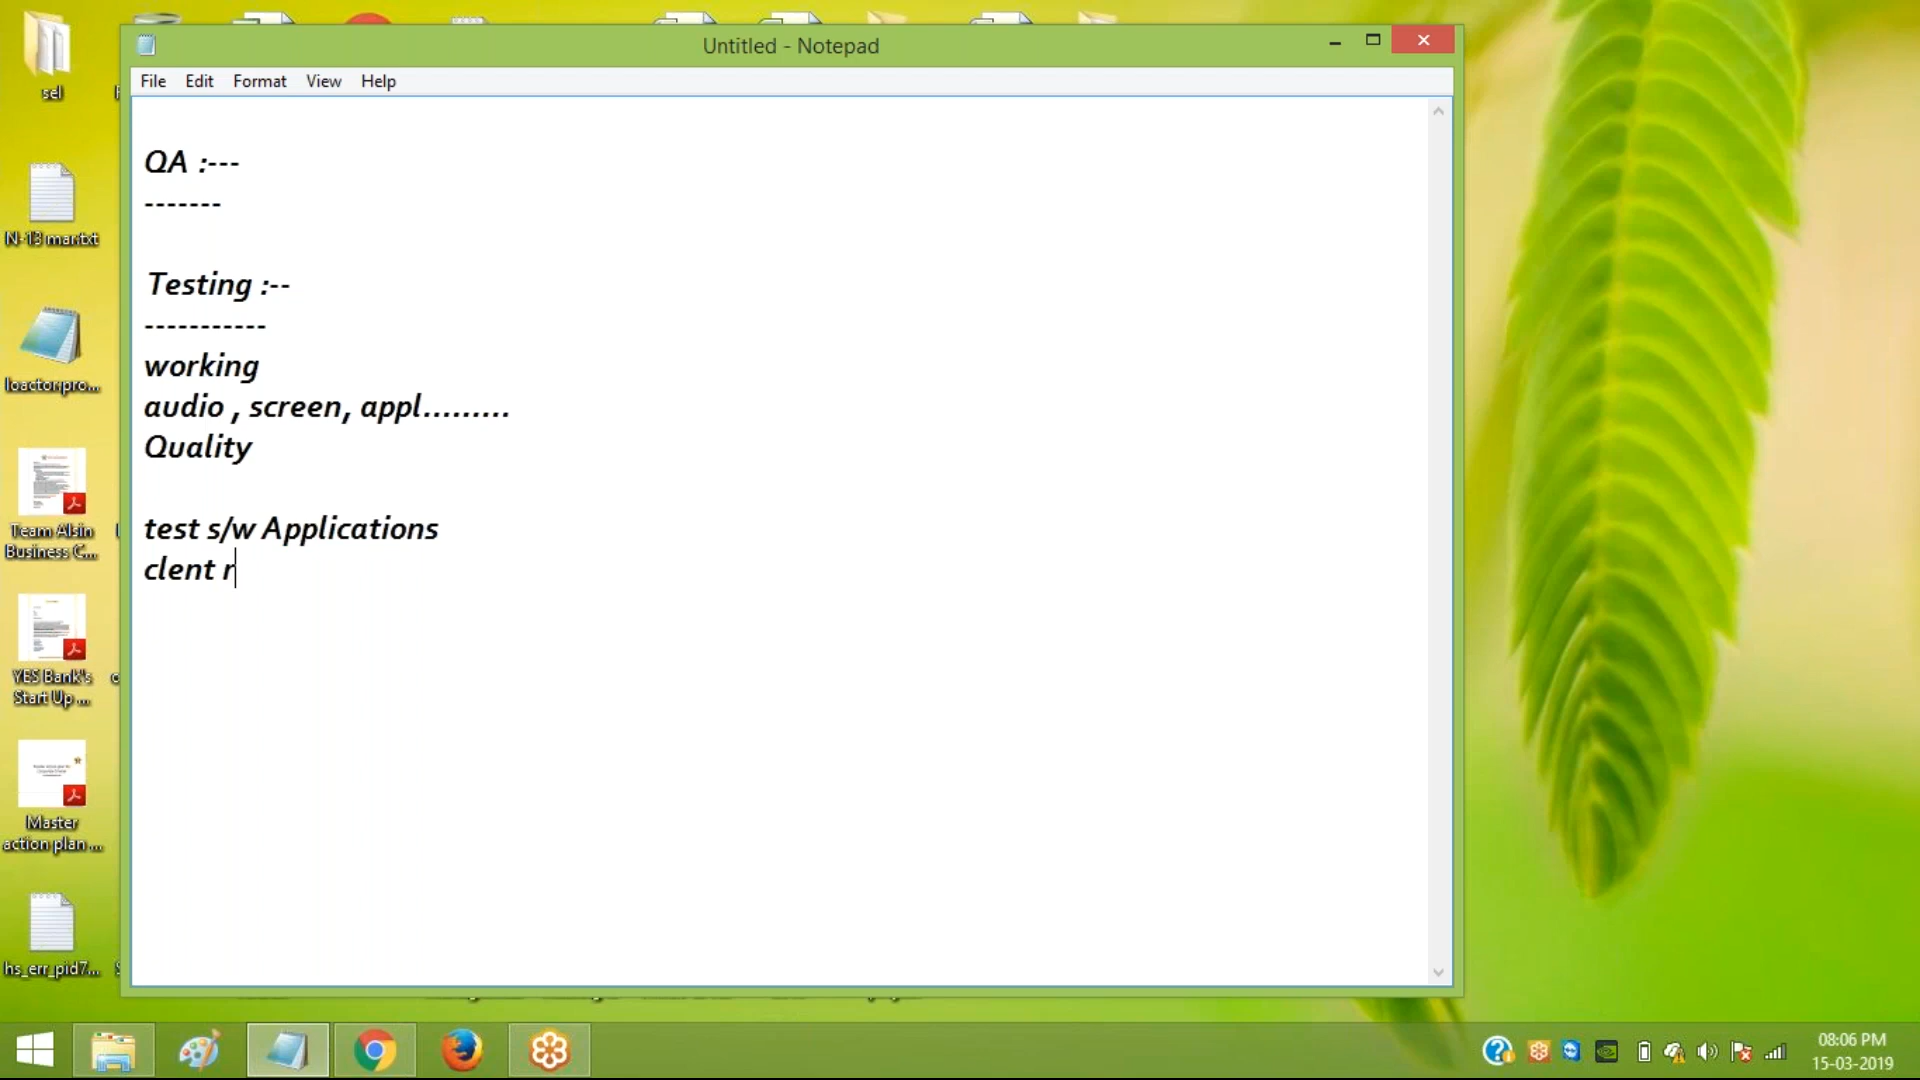 Untitled - Notepad
File Edit Format View Help
QA :---
-------
Testing :--
-----------
working
audio , screen, appl.........
Quality
test s/w Applications
clent r
sel
N-13 mar.txt
loactor.pro...
Team Alsin
Business C...
YES Bank's
Start Up ...
Master
action plan ...
hs_err_pid7...
08:06 PM
15-03-2019